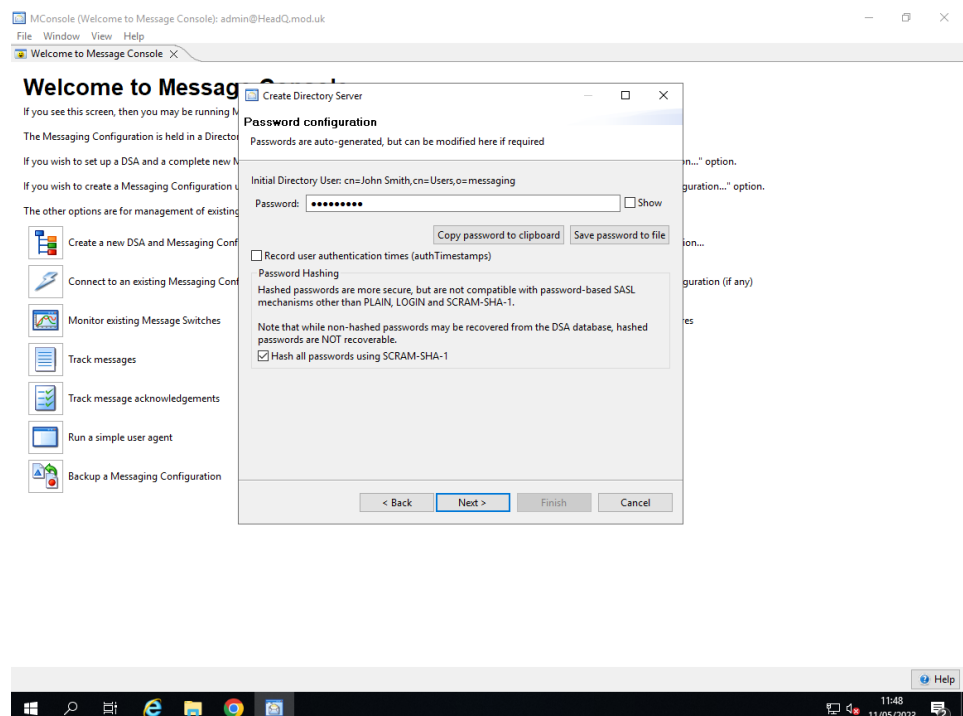 MConsole (Welcome to Message Console): admin@HeadQ.mod.uk
File Window View Help
Welcome to Message Console
Welcome to Messag
If you see this screen, then you may be running
The Messaging Configuration is held in a Director
If you wish to set up a DSA and a complete new
on..." option.
If you wish to create a Messaging Configuration
guration..." option.
The other options are for management of existing
Create a new DSA and Messaging Conf
ion...
Connect to an existing Messaging Conf
guration (if any)
Monitor existing Message Switches
es
Track messages
Track message acknowledgements
Run a simple user agent
Backup a Messaging Configuration
Create Directory Server
Password configuration
Passwords are auto-generated, but can be modified here if required
Initial Directory User: cn=John Smith,cn=Users,o=messaging
Password: ●●●●●●●●● Show
Copy password to clipboard Save password to file
Record user authentication times (authTimestamps)
Password Hashing
Hashed passwords are more secure, but are not compatible with password-based SASL
mechanisms other than PLAIN, LOGIN and SCRAM-SHA-1.
Note that while non-hashed passwords may be recovered from the DSA database, hashed
passwords are NOT recoverable.
Hash all passwords using SCRAM-SHA-1
< Back Next > Finish Cancel
Help
11:48
11/05/2023